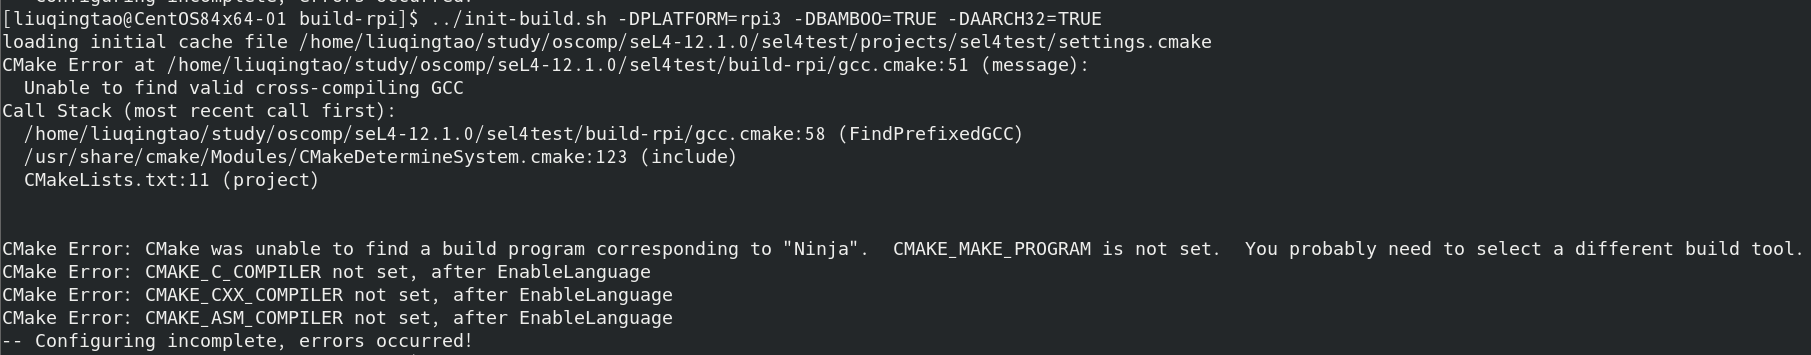 Configuring incomplete, errors occurred!
[liuqingtao@CentOS84x64-01 build-rpi]$ ../init-build.sh -DPLATFORM=rpi3 -DBAMBOO=TRUE -DAARCH32=TRUE
loading initial cache file /home/liuqingtao/study/oscomp/seL4-12.1.0/sel4test/projects/sel4test/settings.cmake
CMake Error at /home/liuqingtao/study/oscomp/seL4-12.1.0/sel4test/build-rpi/gcc.cmake:51 (message):
  Unable to find valid cross-compiling GCC
Call Stack (most recent call first):
  /home/liuqingtao/study/oscomp/seL4-12.1.0/sel4test/build-rpi/gcc.cmake:58 (FindPrefixedGCC)
  /usr/share/cmake/Modules/CMakeDetermineSystem.cmake:123 (include)
  CMakeLists.txt:11 (project)
CMake Error: CMake was unable to find a build program corresponding to "Ninja".  CMAKE_MAKE_PROGRAM is not set.  You probably need to select a different build tool.
CMake Error: CMAKE_C_COMPILER not set, after EnableLanguage
CMake Error: CMAKE_CXX_COMPILER not set, after EnableLanguage
CMake Error: CMAKE_ASM_COMPILER not set, after EnableLanguage
-- Configuring incomplete, errors occurred!